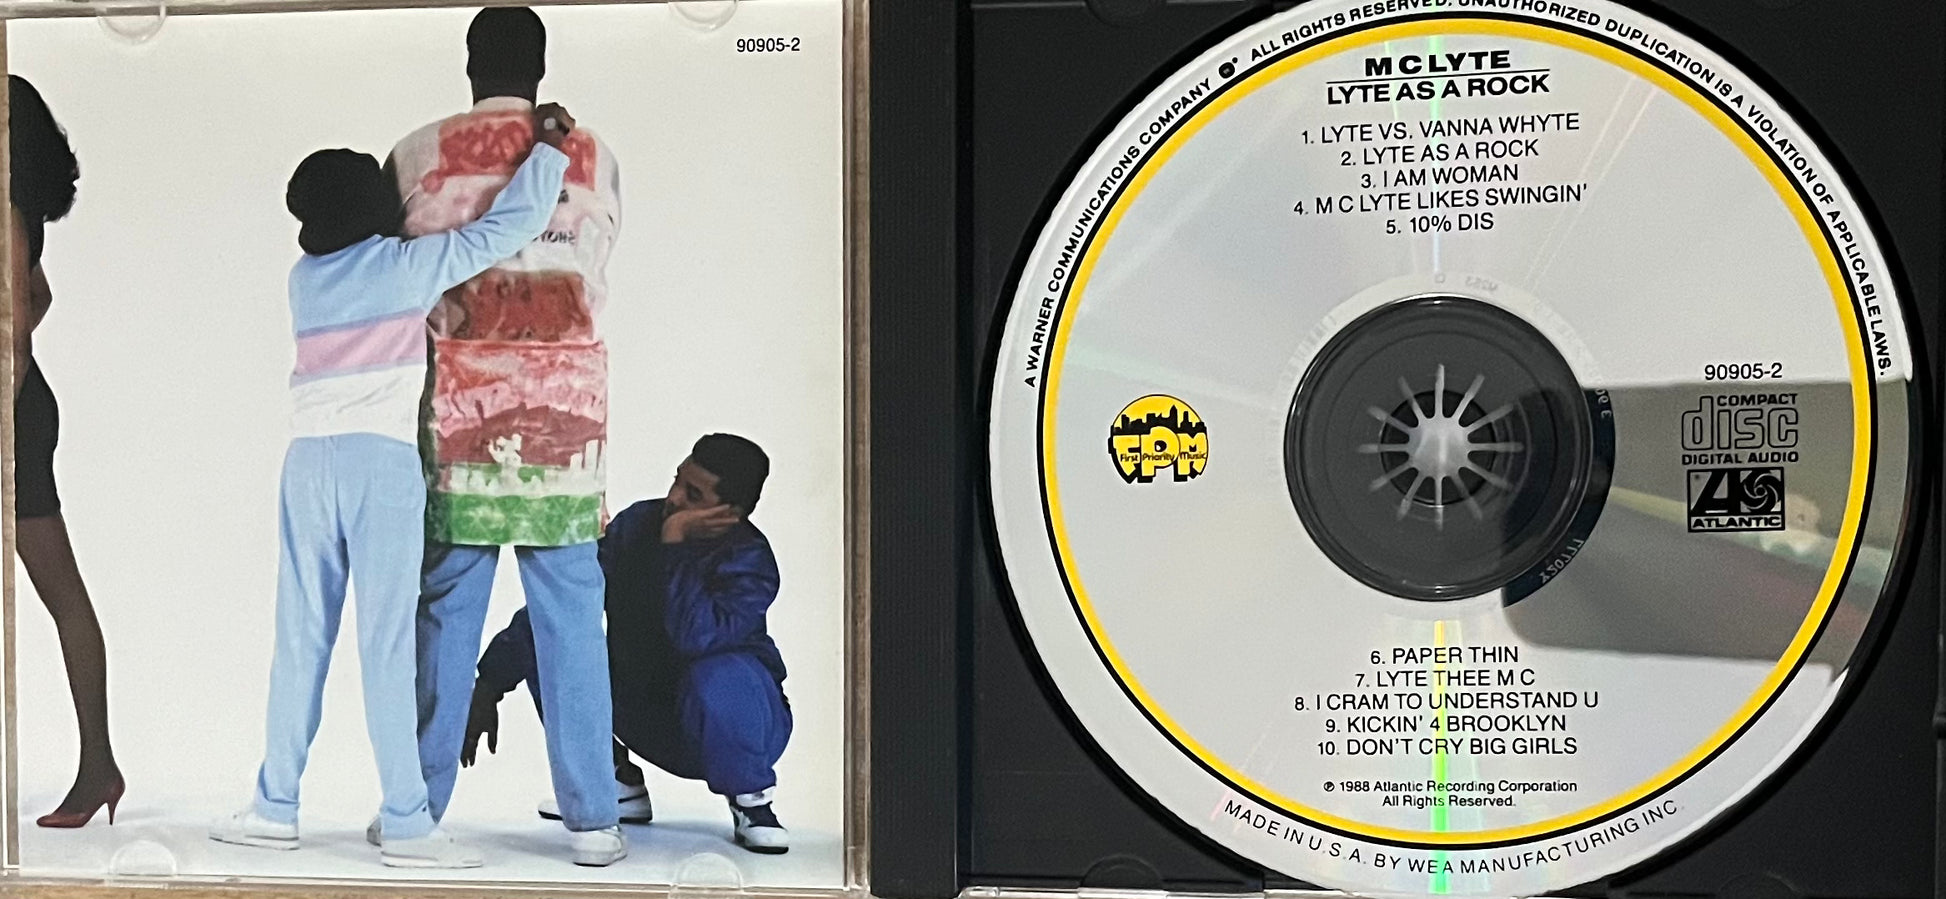 90905-2
A WARNER COMMUNICATIONS COMPANY ALL RIGHTS RESERVED. UNAUTHORIZED DUPLICATION IS A VIOLATION OF APPLICABLE LAWS.
M C LYTE
LYTE AS A ROCK
1. LYTE VS. VANNA WHYTE
2. LYTE AS A ROCK
3. I AM WOMAN
4. M C LYTE LIKES SWINGIN'
5. 10% DIS
FPM
First Priority Music
90905-2
COMPACT
disc
DIGITAL AUDIO
ATLANTIC
6. PAPER THIN
7. LYTE THEE M C
8. I CRAM TO UNDERSTAND U
9. KICKIN' 4 BROOKLYN
10. DON'T CRY BIG GIRLS
℗ 1988 Atlantic Recording Corporation
All Rights Reserved.
MADE IN U.S.A. BY WEA MANUFACTURING INC.